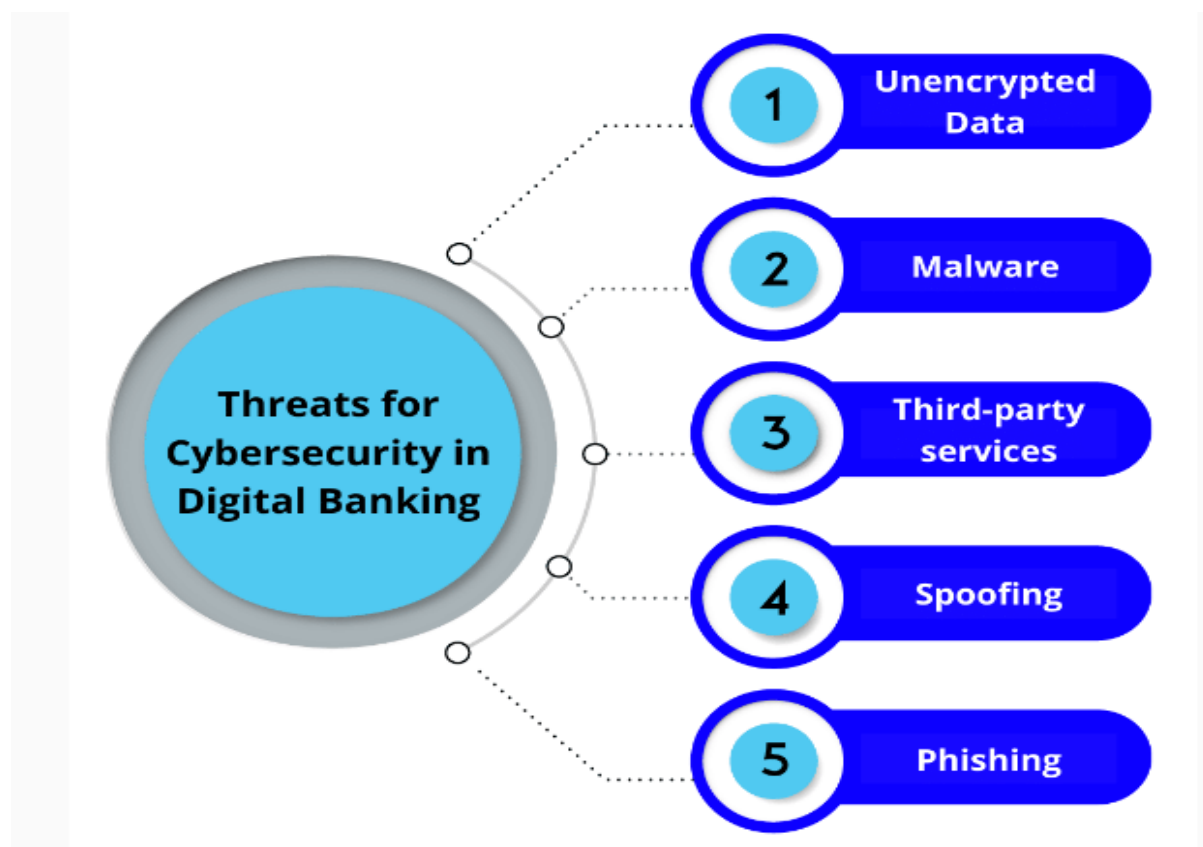 Threats for
Cybersecurity in
Digital Banking
1
Unencrypted
Data
2
Malware
3
Third-party
services
4
Spoofing
5
Phishing